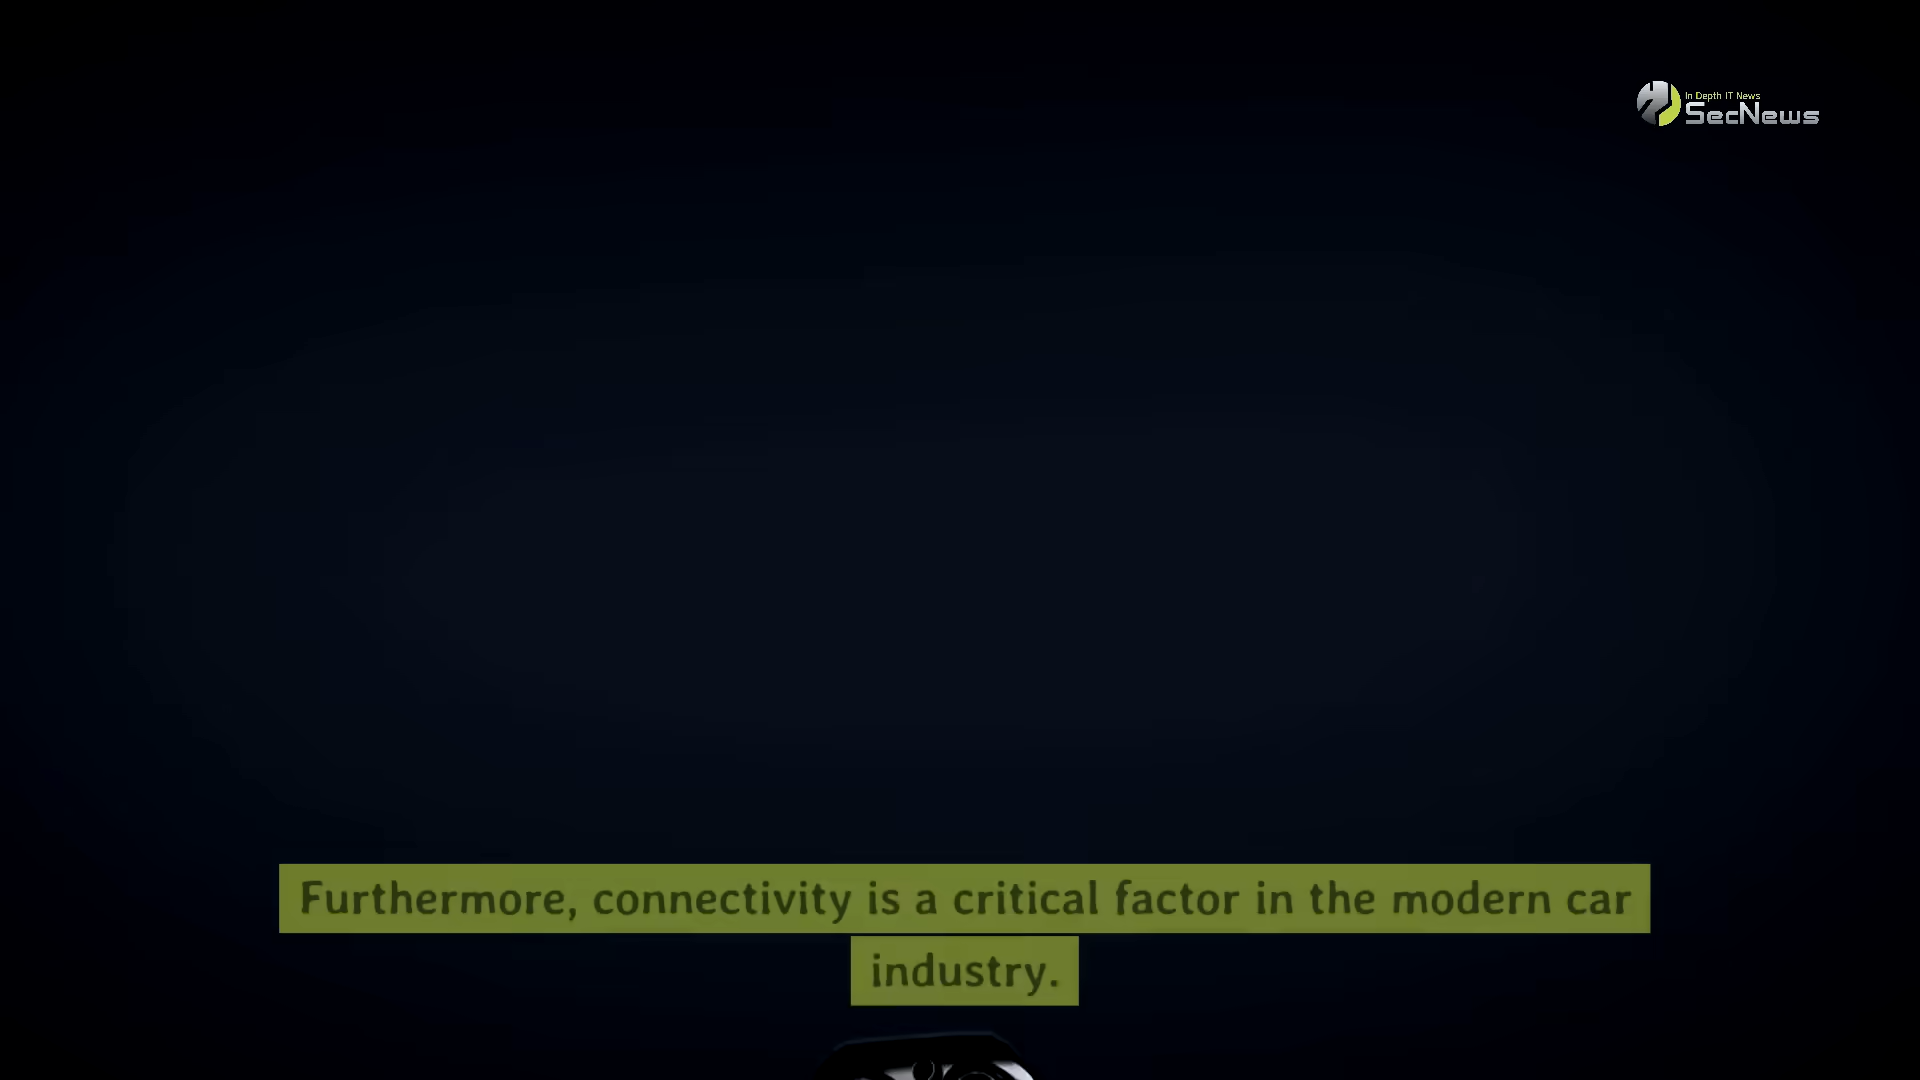 In Depth IT News
SecNews
Furthermore, connectivity is a critical factor in the modern car
industry.